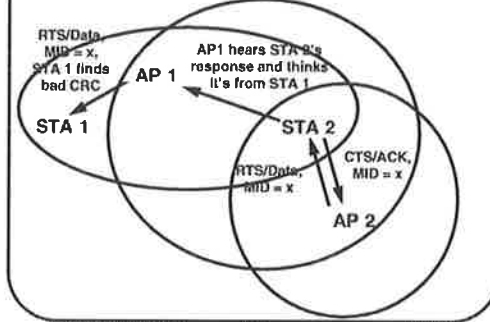 RTS/Data,
MID = x,
STA 1 finds
bad CRC
AP 1
AP1 hears STA 2's
response and thinks
it's from STA 1
STA 1
STA 2
RTS/Data,
MID = x
CTS/ACK,
MID = x
AP 2